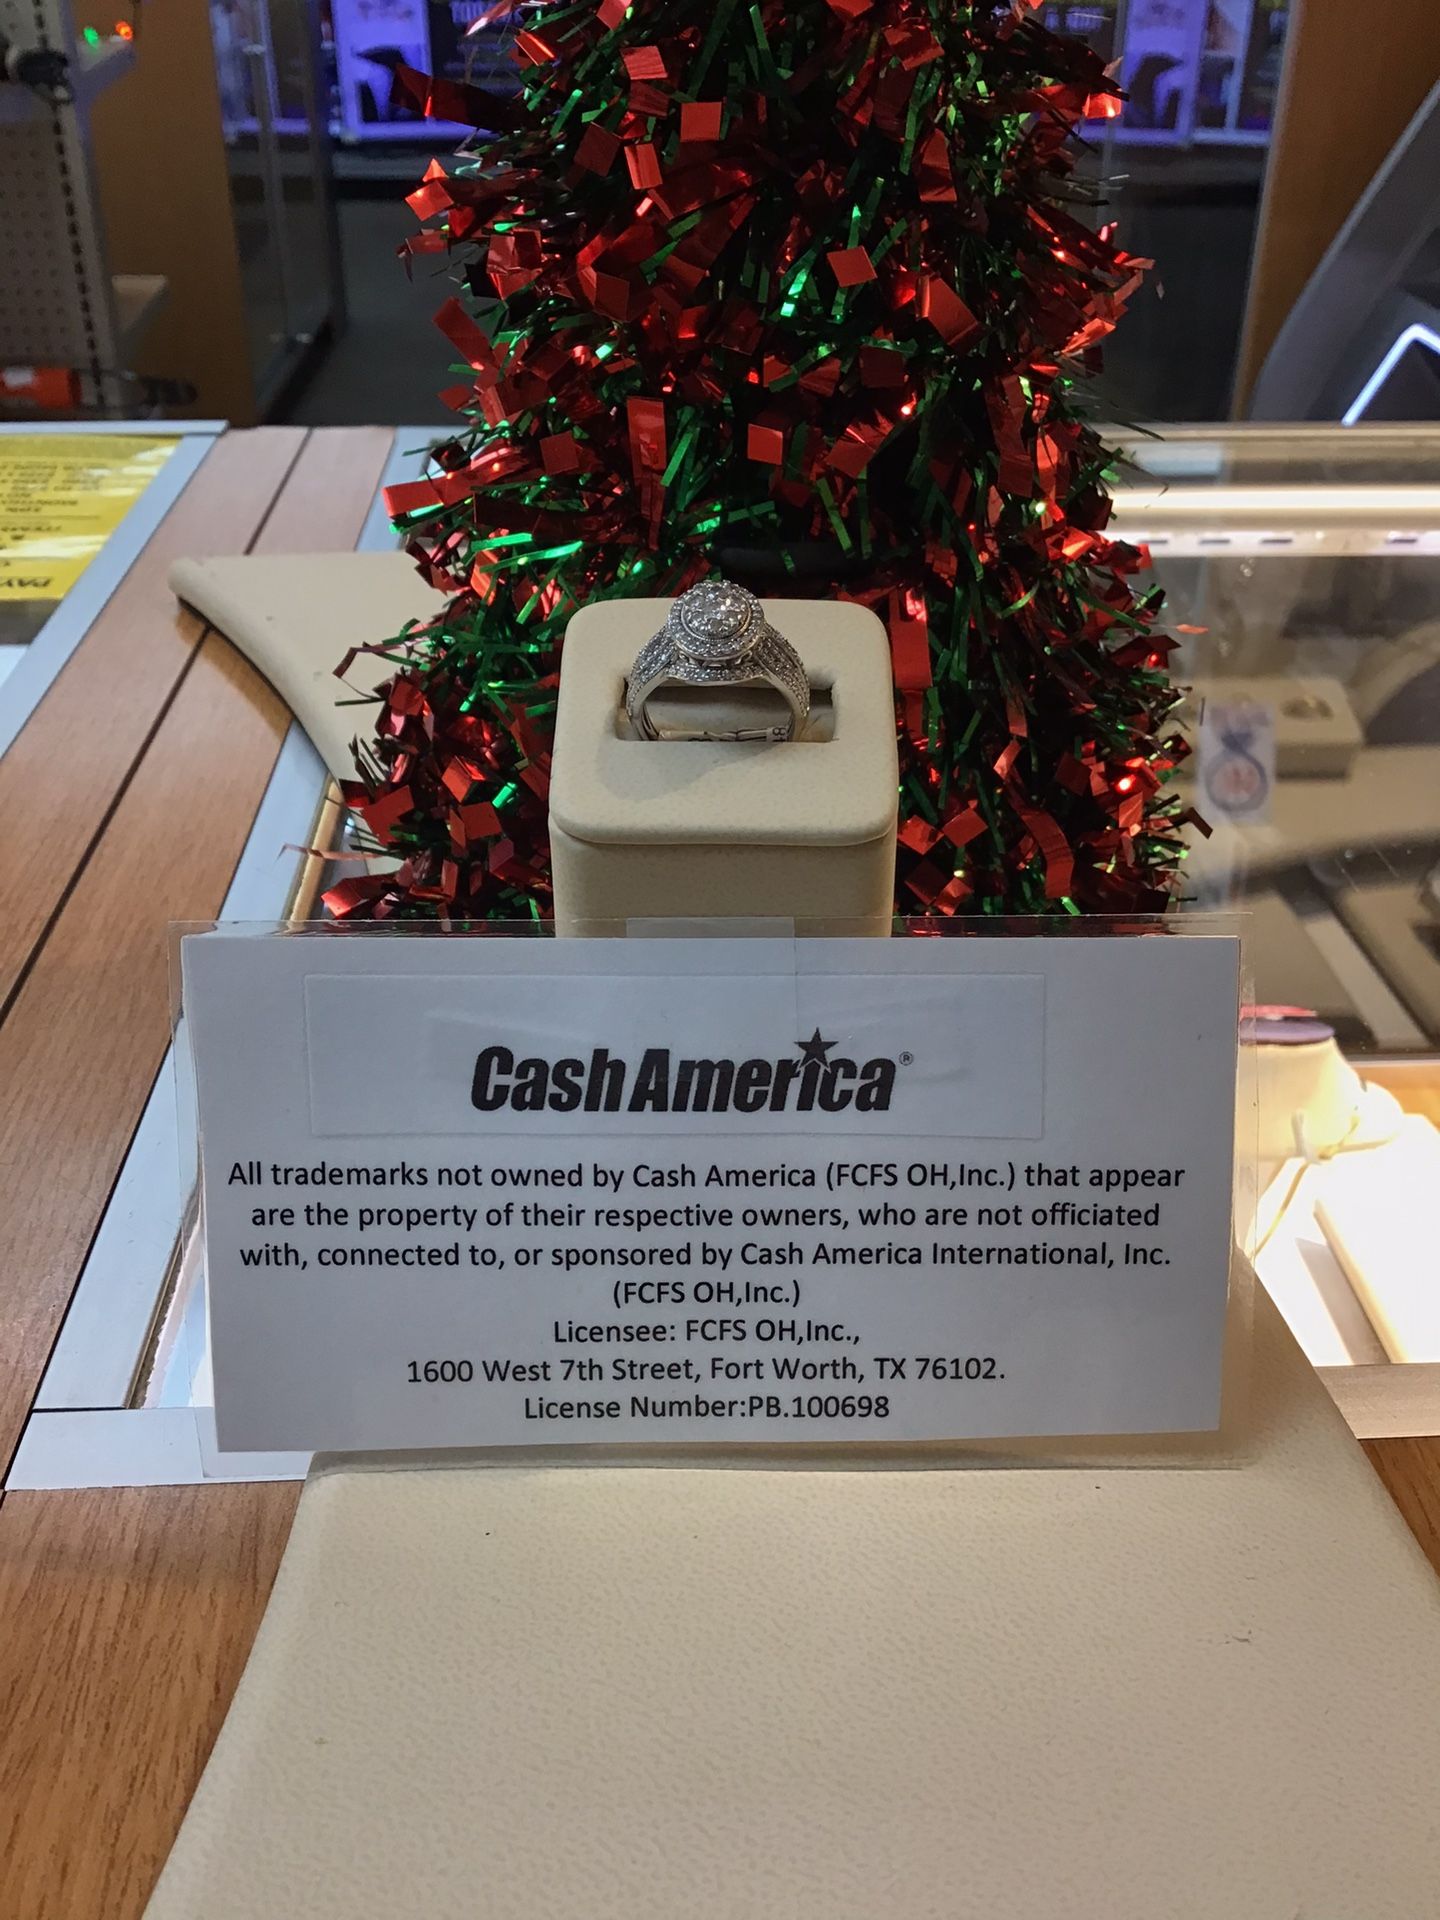 CashAmerica®
All trademarks not owned by Cash America (FCFS OH,Inc.) that appear
are the property of their respective owners, who are not officiated
with, connected to, or sponsored by Cash America International, Inc.
(FCFS OH,Inc.)
Licensee: FCFS OH,Inc.,
1600 West 7th Street, Fort Worth, TX 76102.
License Number:PB.100698